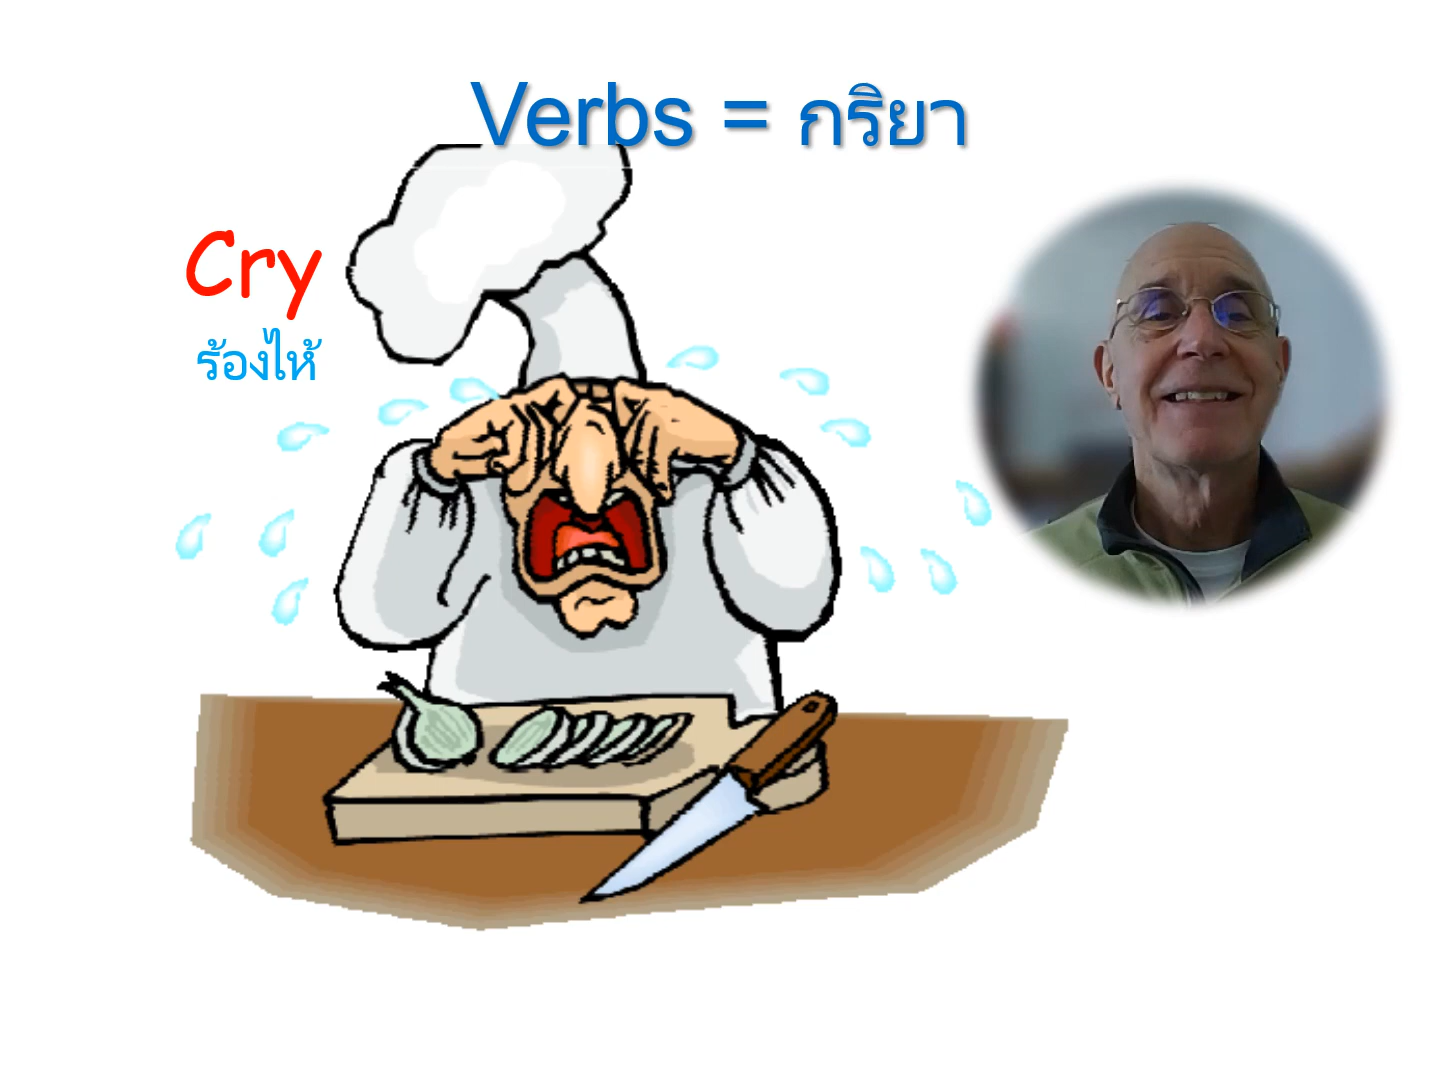 Verbs = กริยา
Cry
ร้องไห้